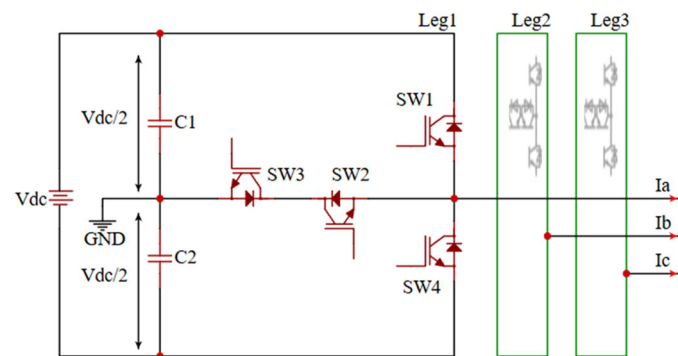 Leg1
Leg2
Leg3
Vdc/2
C1
SW1
SW3
SW2
Vdc
Ia
GND
Ib
Vdc/2
C2
SW4
Ic